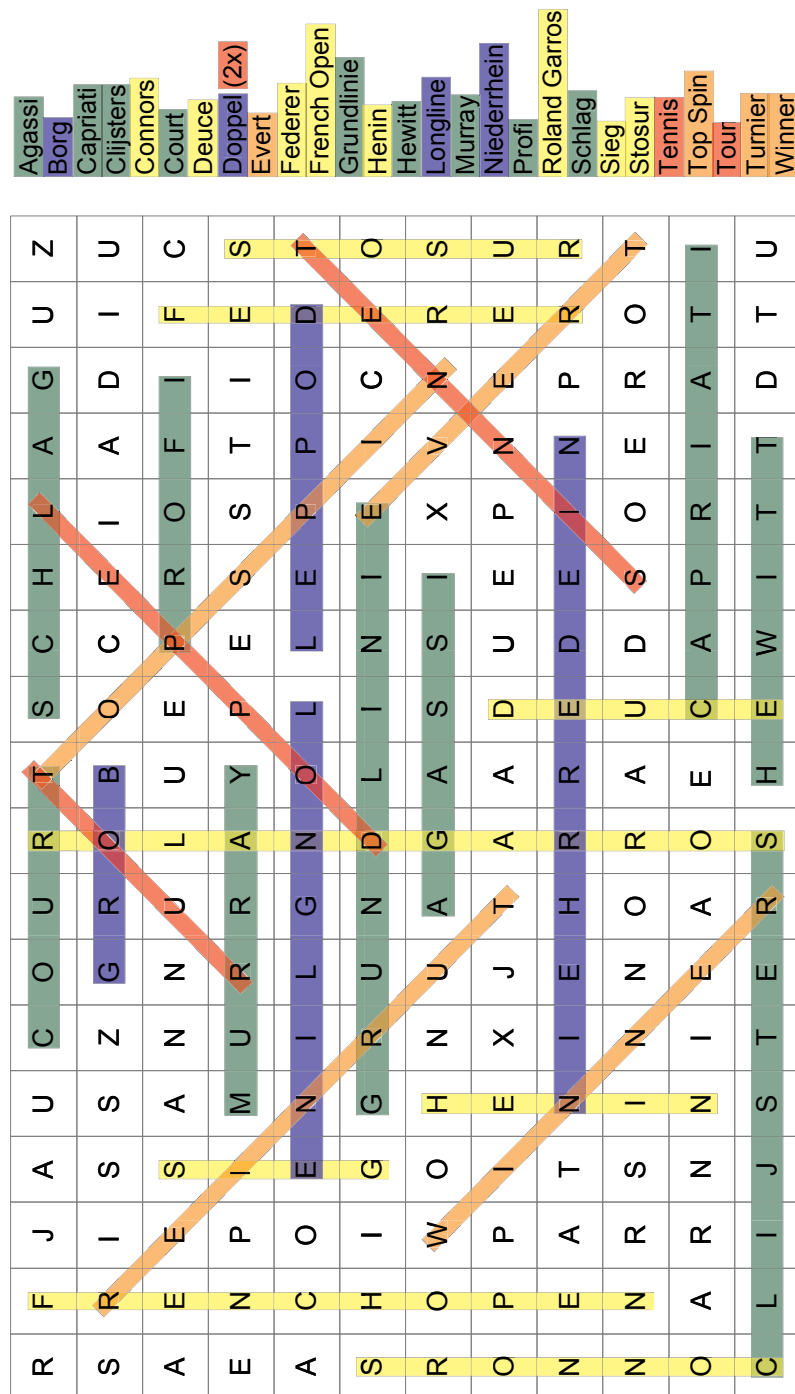 R F J A U C O U R T S C H L A G U Z
S R I S S Z G R O B O C E I A D I U
A E E S A N N U L U E P R O F I F C
E N P I M U R R A Y P E S S T I E S
A C O E N I L G N O L L E P P O D T
S H I G G R U N D L I N I E I C E O
R O W O H N U A G A S S I X V N R S
O P P I E X J T A A D U E P N E E U
N E A T N I E H R R E D E I N P R R
N N R S I N N O R A U D S O E R O T
O A R N N I E A O E C A P R I A T I
C L I J S T E R S H E W I T T D T U
Agassi
Borg
Capriati
Clijsters
Connors
Court
Deuce
Doppel (2x)
Evert
Federer
French Open
Grundlinie
Henin
Hewitt
Longline
Murray
Niederrhein
Profi
Roland Garros
Schlag
Sieg
Stosur
Tennis
Top Spin
Tour
Turnier
Winner